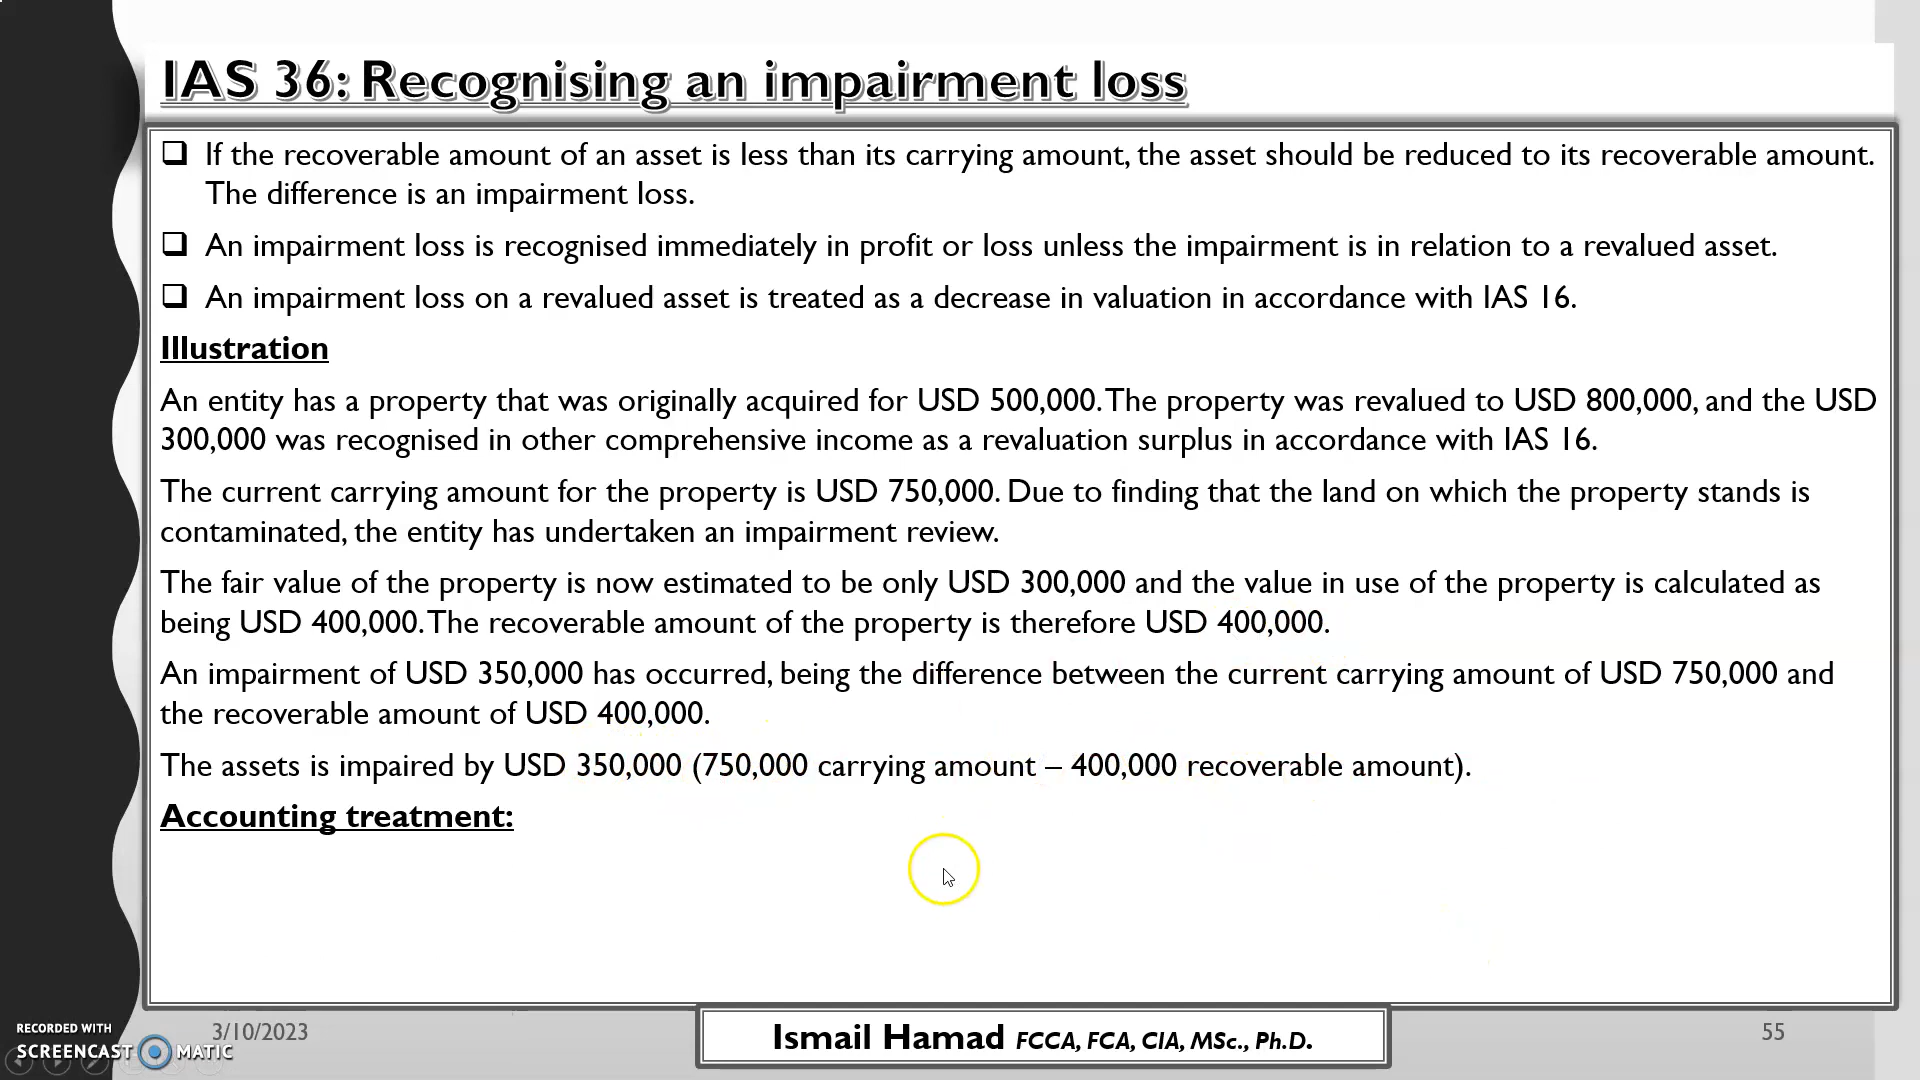 IAS 36: Recognising an impairment loss
❑ If the recoverable amount of an asset is less than its carrying amount, the asset should be reduced to its recoverable amount.
The difference is an impairment loss.
❑ An impairment loss is recognised immediately in profit or loss unless the impairment is in relation to a revalued asset.
❑ An impairment loss on a revalued asset is treated as a decrease in valuation in accordance with IAS 16.
Illustration
An entity has a property that was originally acquired for USD 500,000. The property was revalued to USD 800,000, and the USD
300,000 was recognised in other comprehensive income as a revaluation surplus in accordance with IAS 16.
The current carrying amount for the property is USD 750,000. Due to finding that the land on which the property stands is
contaminated, the entity has undertaken an impairment review.
The fair value of the property is now estimated to be only USD 300,000 and the value in use of the property is calculated as
being USD 400,000. The recoverable amount of the property is therefore USD 400,000.
An impairment of USD 350,000 has occurred, being the difference between the current carrying amount of USD 750,000 and
the recoverable amount of USD 400,000.
The assets is impaired by USD 350,000 (750,000 carrying amount – 400,000 recoverable amount).
Accounting treatment:
3/10/2023
Ismail Hamad FCCA, FCA, CIA, MSc., Ph.D.
55
RECORDED WITH
SCREENCAST MATIC